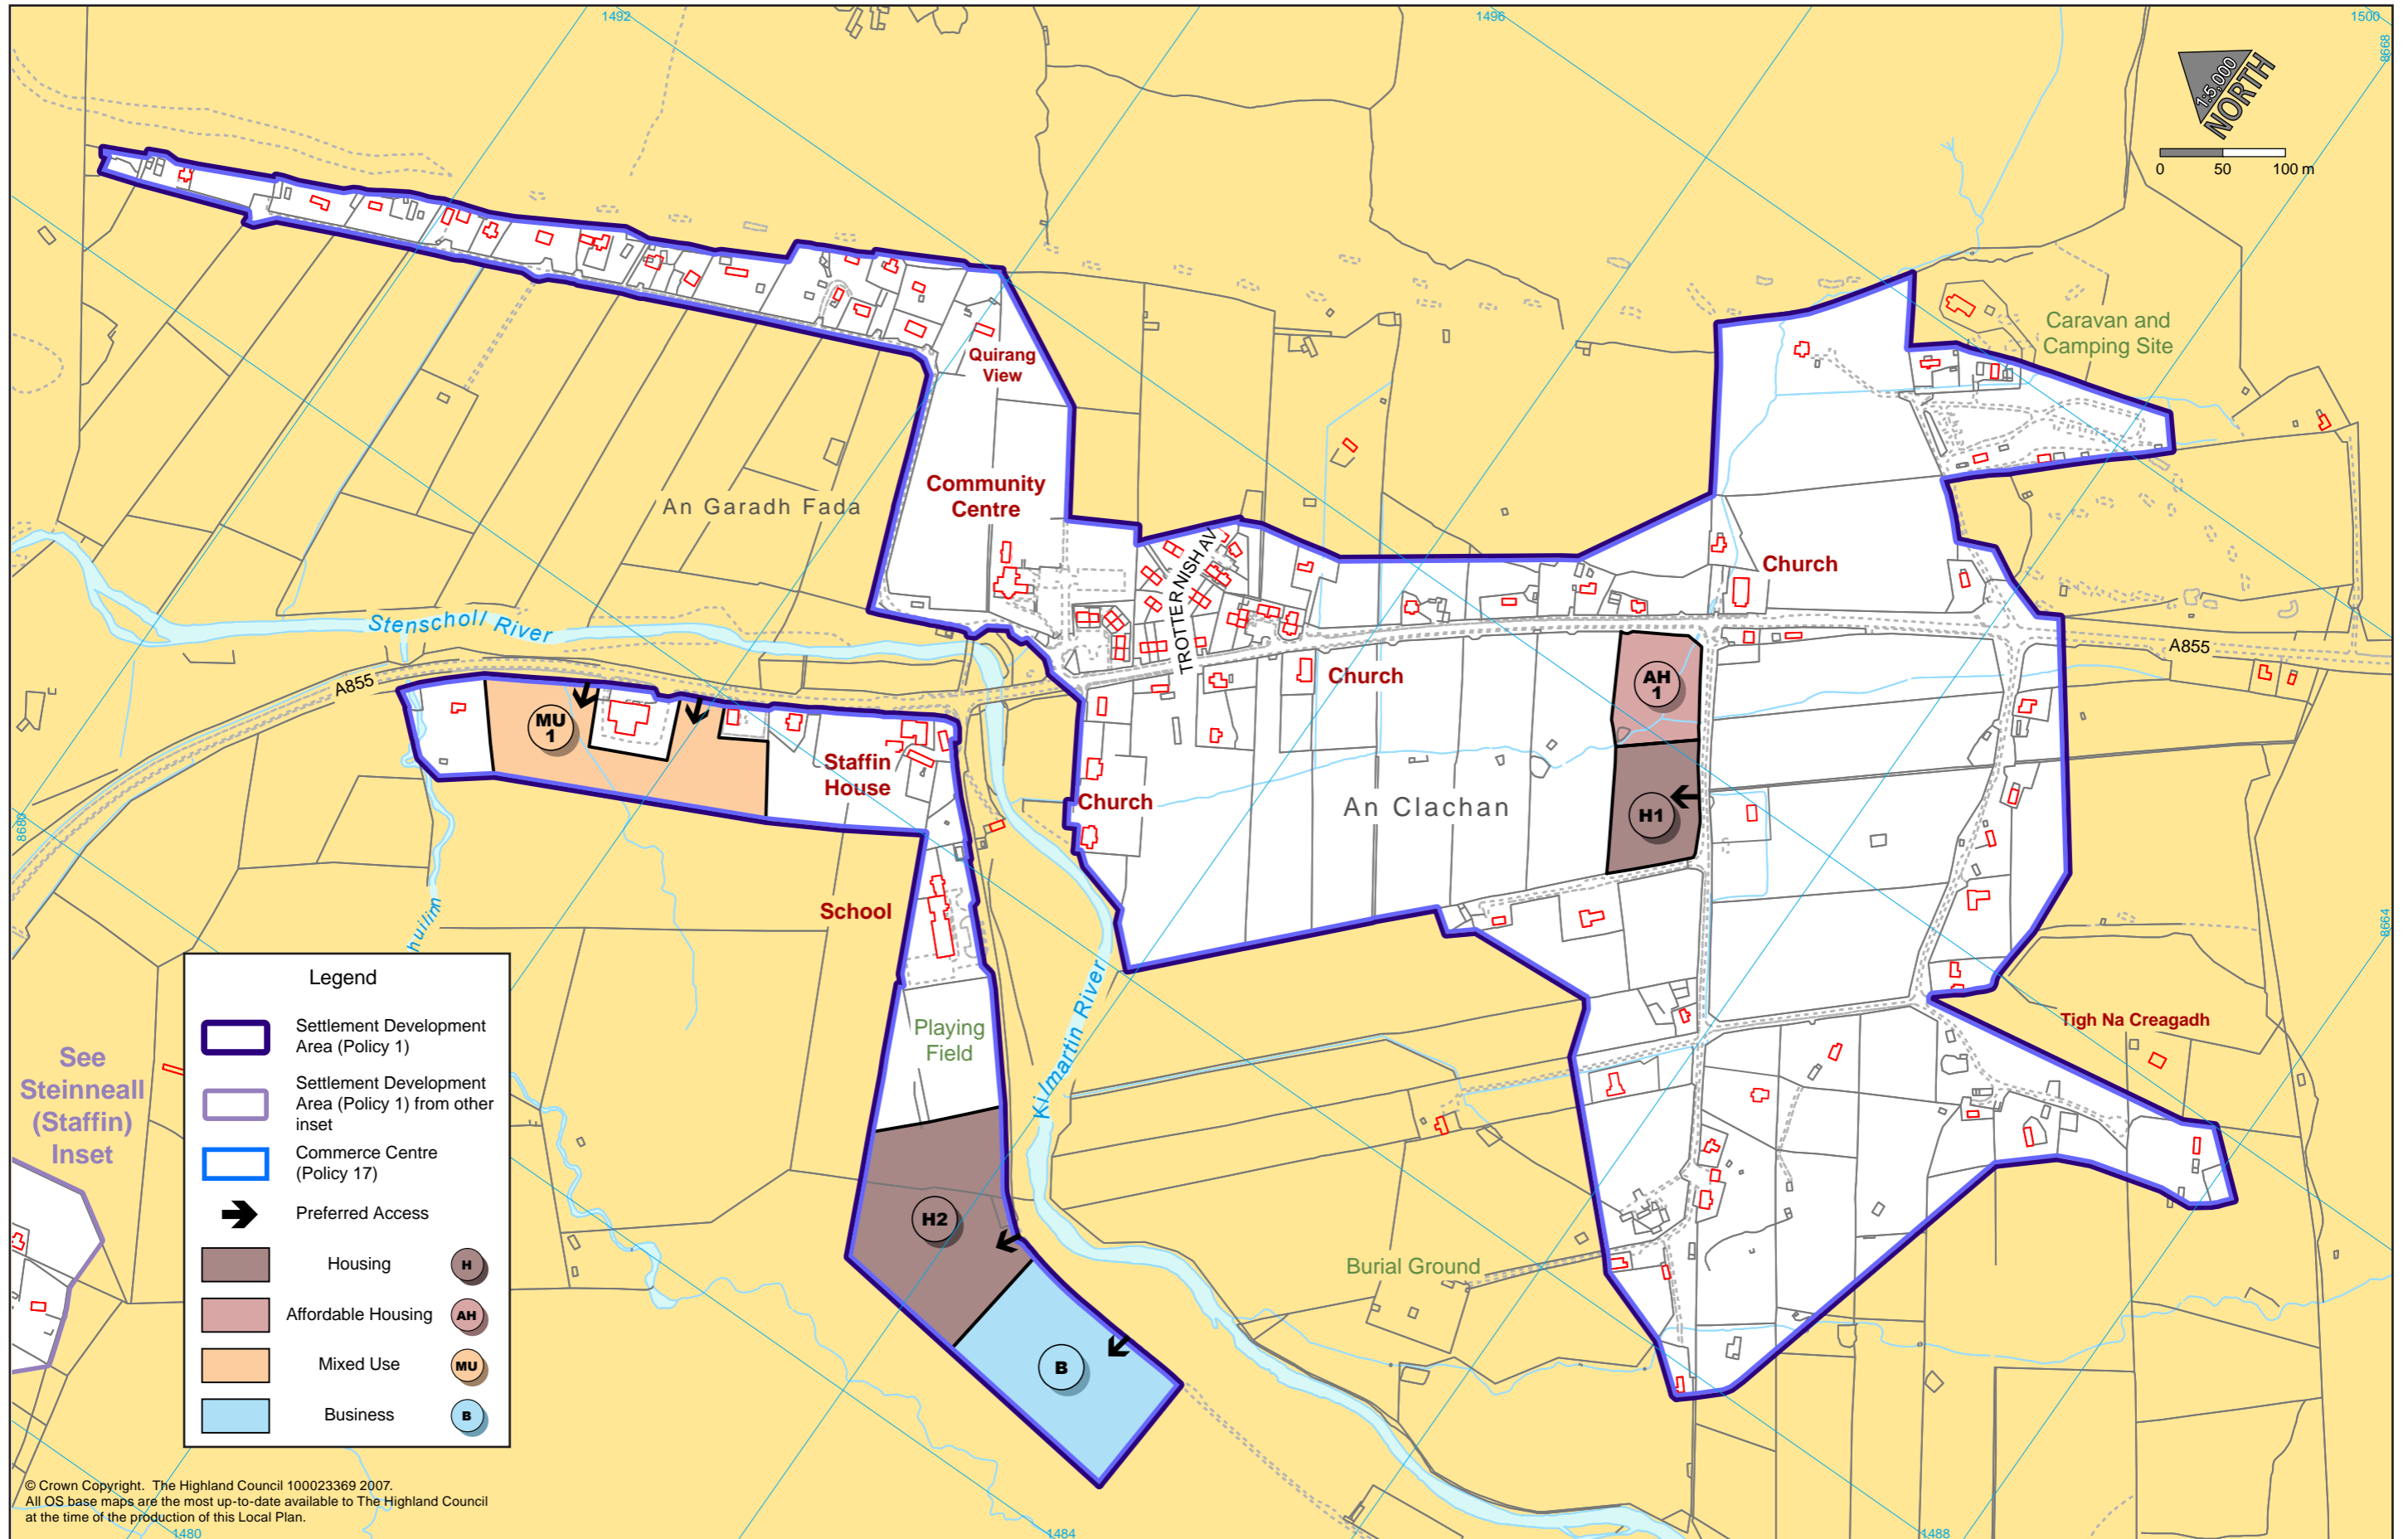 1492
1496
1500
8668
1:5,000
NORTH
0 50 100 m
Caravan and
Camping Site
Quirang
View
Community
Centre
An Garadh Fada
TROTTERNISH AV
Church
Stenscholl River
A855
A855
Church
AH
1
MU
1
Staffin
House
Church
An Clachan
H1
8680
School
8664
huilim
Kilmartin River
Playing
Field
Tigh Na Creagadh
H2
Burial Ground
B
See
Steinneall
(Staffin)
Inset
Legend
Settlement Development
Area (Policy 1)
Settlement Development
Area (Policy 1) from other
inset
Commerce Centre
(Policy 17)
Preferred Access
Housing H
Affordable Housing AH
Mixed Use MU
Business B
© Crown Copyright. The Highland Council 100023369 2007.
All OS base maps are the most up-to-date available to The Highland Council
at the time of the production of this Local Plan.
1480
1484
1488